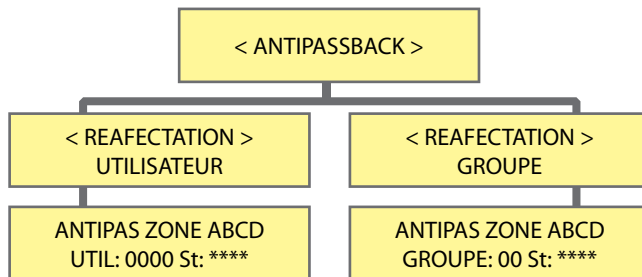 < ANTIPASSBACK >
< REAFECTATION >
UTILISATEUR
< REAFECTATION >
GROUPE
ANTIPAS ZONE ABCD
UTIL: 0000 St: ****
ANTIPAS ZONE ABCD
GROUPE: 00 St: ****